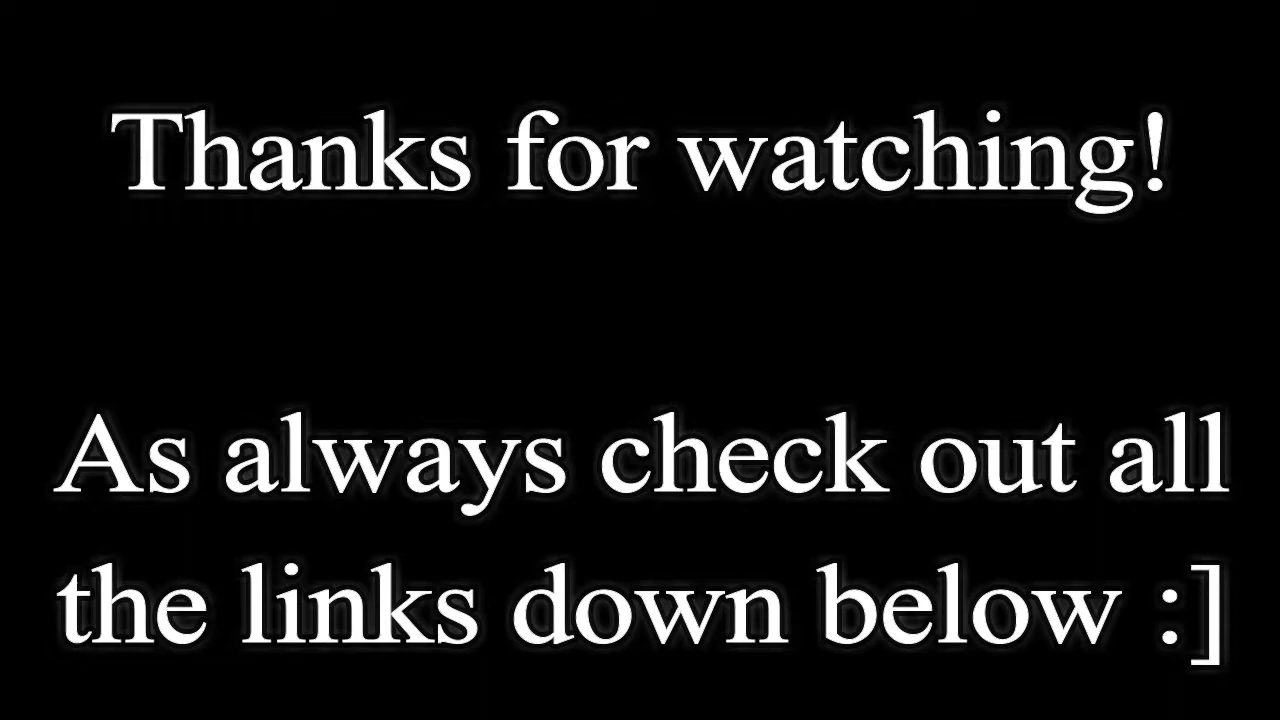 Thanks for watching!
As always check out all
the links down below :]